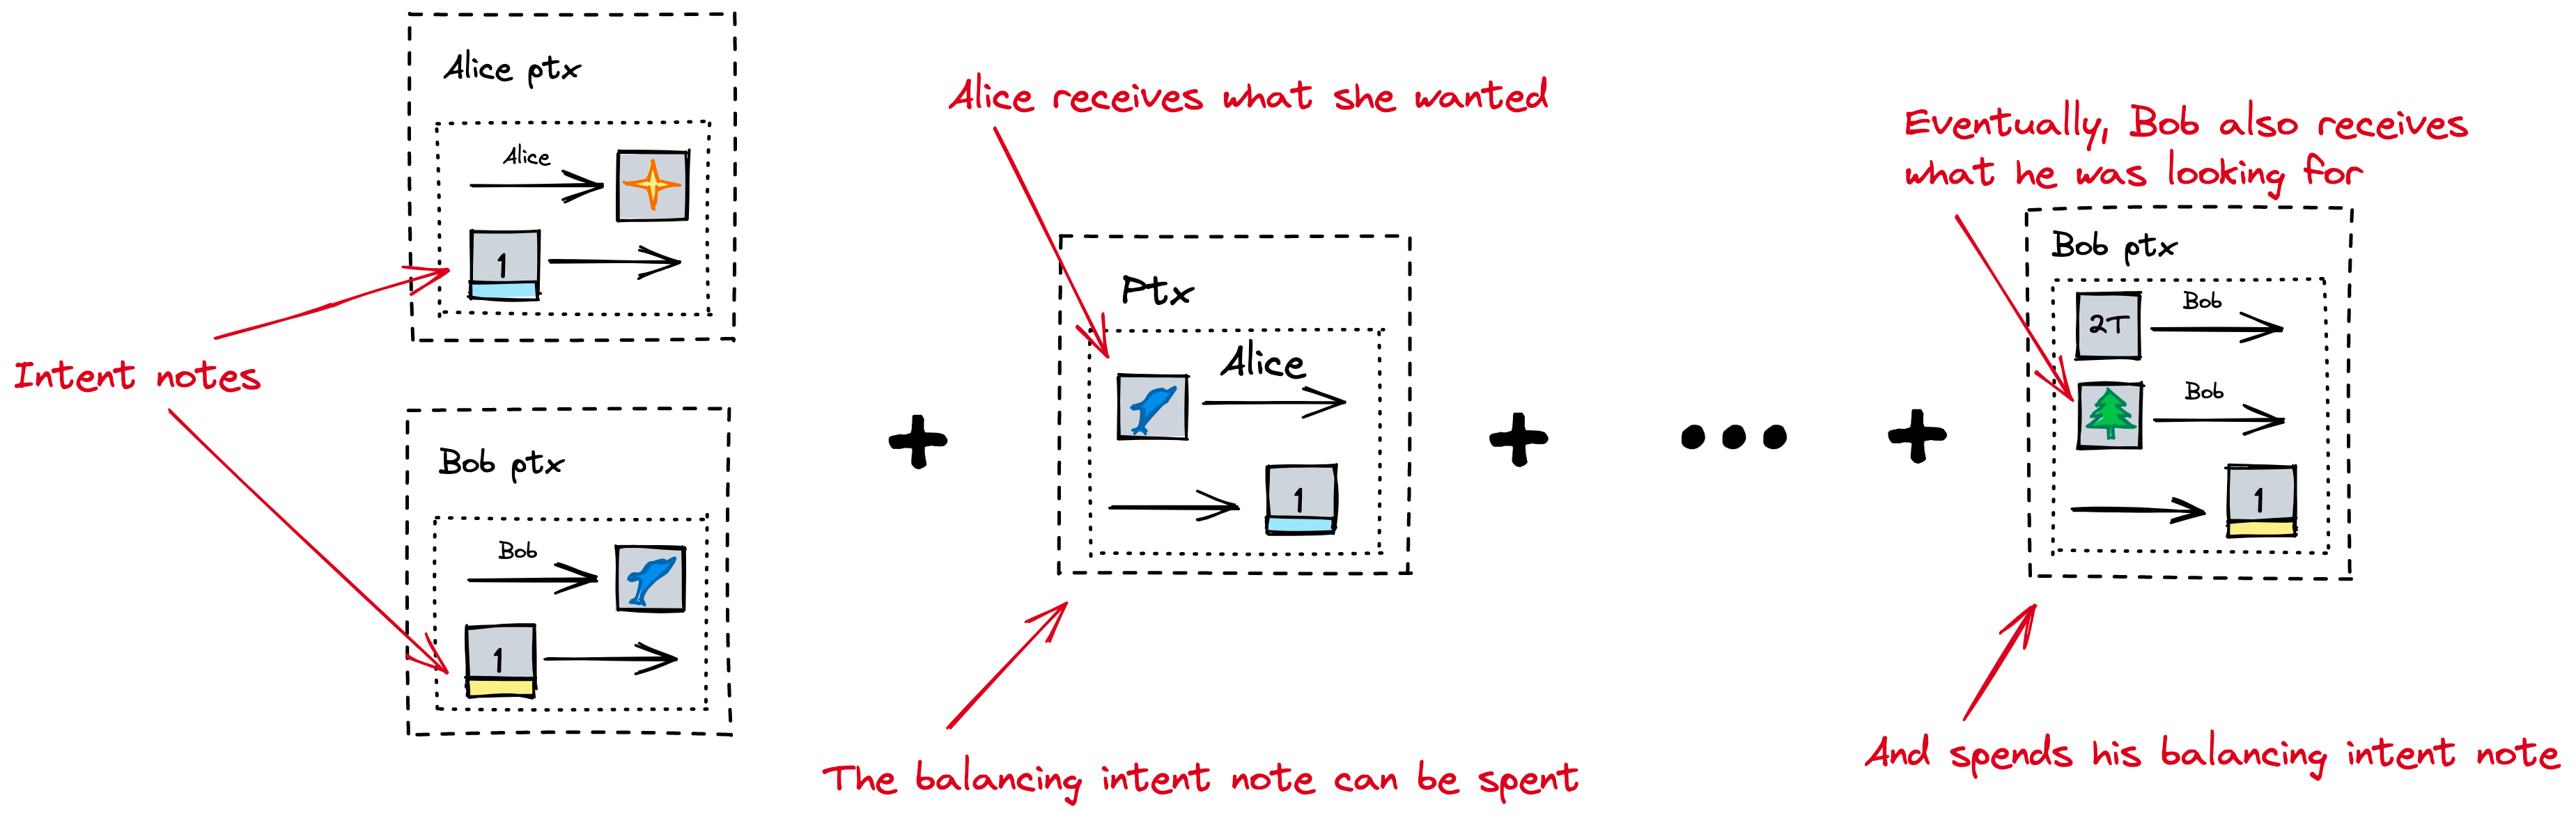 Alice ptx
Alice
1
Intent notes
Bob ptx
Bob
1
Alice receives what she wanted
Ptx
Alice
1
The balancing intent note can be spent
Eventually, Bob also receives
what he was looking for
Bob ptx
2T
Bob
Bob
1
And spends his balancing intent note